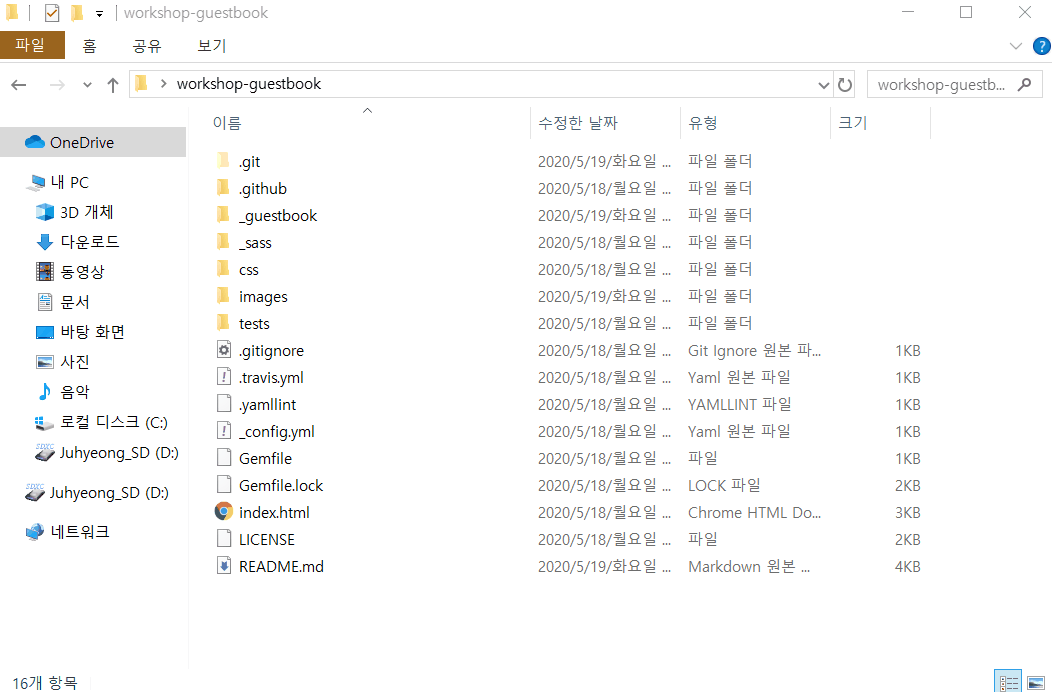 workshop-guestbook
파일 홈 공유 보기
workshop-guestbook workshop-guestb...
이름 수정한 날짜 유형 크기
OneDrive
내 PC
3D 개체
다운로드
동영상
문서
바탕 화면
사진
음악
로컬 디스크 (C:)
Juhyeong_SD (D:)
Juhyeong_SD (D:)
네트워크
.git 2020/5/19/화요일 ... 파일 폴더
.github 2020/5/18/월요일 ... 파일 폴더
_guestbook 2020/5/19/화요일 ... 파일 폴더
_sass 2020/5/18/월요일 ... 파일 폴더
css 2020/5/18/월요일 ... 파일 폴더
images 2020/5/19/화요일 ... 파일 폴더
tests 2020/5/18/월요일 ... 파일 폴더
.gitignore 2020/5/18/월요일 ... Git Ignore 원본 파... 1KB
.travis.yml 2020/5/18/월요일 ... Yaml 원본 파일 1KB
.yamllint 2020/5/18/월요일 ... YAMLLINT 파일 1KB
_config.yml 2020/5/18/월요일 ... Yaml 원본 파일 1KB
Gemfile 2020/5/18/월요일 ... 파일 1KB
Gemfile.lock 2020/5/18/월요일 ... LOCK 파일 2KB
index.html 2020/5/18/월요일 ... Chrome HTML Do... 3KB
LICENSE 2020/5/18/월요일 ... 파일 2KB
README.md 2020/5/19/화요일 ... Markdown 원본 ... 4KB
16개 항목